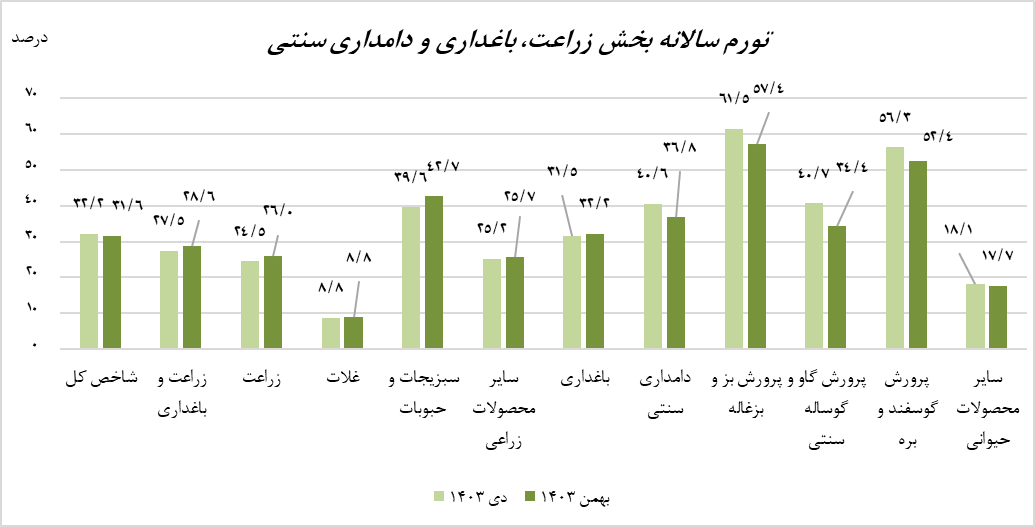 تورم سالانه بخش زراعت، باغداری و دامداری سنتی
درصد
۷۰
۶۰
۵۰
۴۰
۳۰
۲۰
۱۰
۰
۳۲/۲
۳۱/۶
۲۷/۵
۲۸/۶
۲۴/۵
۲۶/۰
۸/۸
۸/۸
۳۹/۶
۴۲/۷
۲۵/۲
۲۵/۷
۳۱/۵
۳۲/۲
۴۰/۶
۳۶/۸
۶۱/۵
۵۷/۴
۴۰/۷
۳۴/۴
۵۶/۳
۵۲/۴
۱۸/۱
۱۷/۷
شاخص کل
زراعت و
باغداری
زراعت
غلات
سبزیجات و
حبوبات
سایر
محصولات
زراعی
باغداری
دامداری
سنتی
پرورش بز و
بزغاله
پرورش گاو و
گوساله
سنتی
پرورش
گوسفند و
بره
سایر
محصولات
حیوانی
دی ۱۴۰۳
بهمن ۱۴۰۳